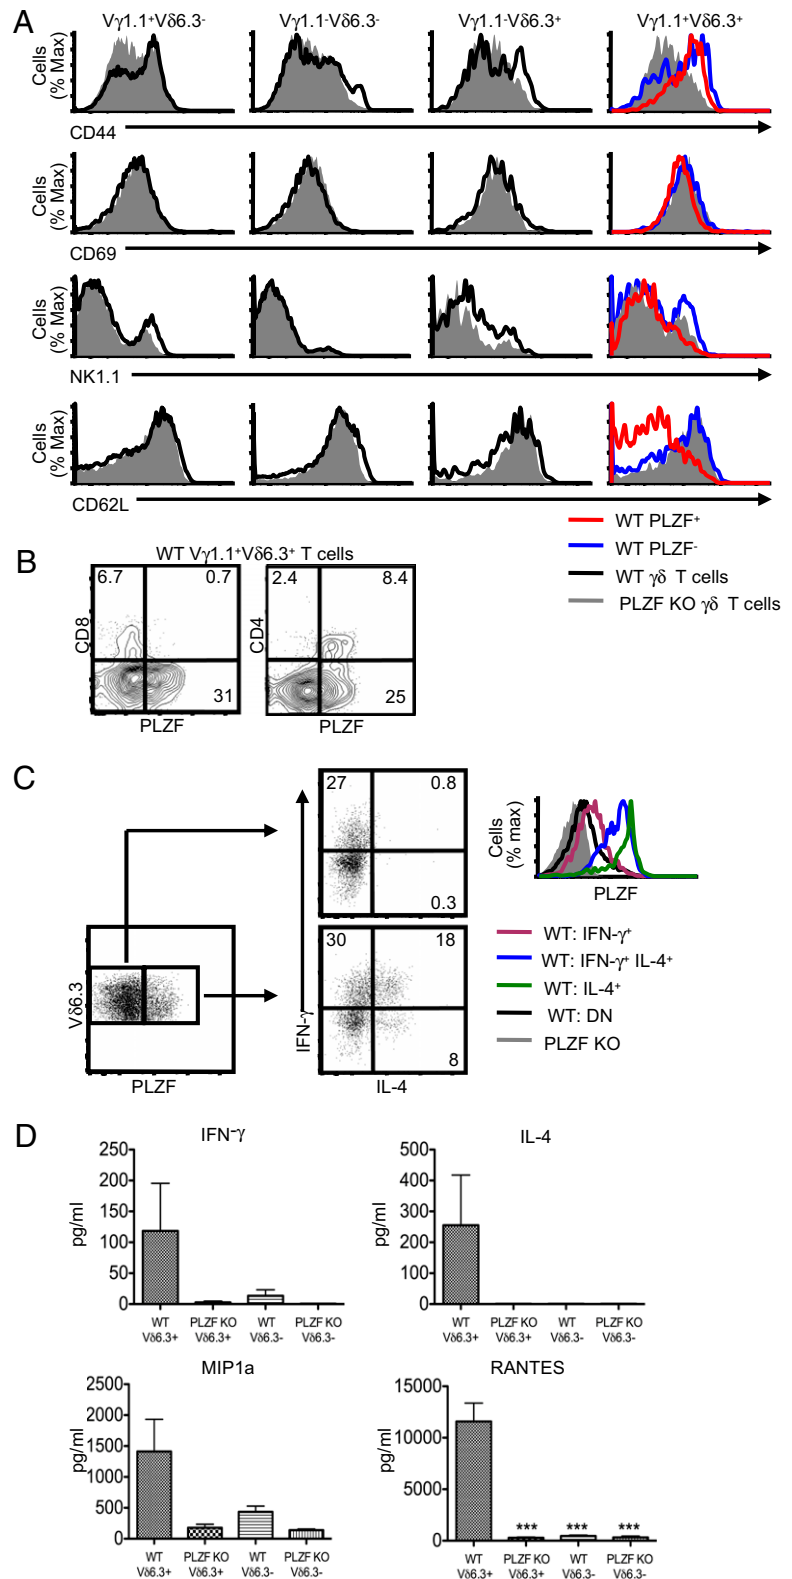 A
Vγ1.1⁺Vδ6.3⁻ Vγ1.1⁻Vδ6.3⁻ Vγ1.1⁻Vδ6.3⁺ Vγ1.1⁺Vδ6.3⁺
Cells
(% Max)
CD44
Cells
(% Max)
CD69
Cells
(% Max)
NK1.1
Cells
(% Max)
CD62L
WT PLZF⁺
WT PLZF⁻
WT γδ T cells
PLZF KO γδ T cells
B
WT Vγ1.1⁺Vδ6.3⁺ T cells
CD8
6.7 0.7
31
PLZF
CD4
2.4 8.4
25
PLZF
C
Vδ6.3
PLZF
27 0.8
0.3
30 18
8
IFN-γ
IL-4
Cells
(% max)
PLZF
WT: IFN-γ⁺
WT: IFN-γ⁺ IL-4⁺
WT: IL-4⁺
WT: DN
PLZF KO
D
IFN-γ
pg/ml
250
200
150
100
50
0
WT PLZF KO WT PLZF KO
Vδ6.3+ Vδ6.3+ Vδ6.3- Vδ6.3-
IL-4
pg/ml
500
400
300
200
100
0
WT PLZF KO WT PLZF KO
Vδ6.3+ Vδ6.3+ Vδ6.3- Vδ6.3-
MIP1a
pg/ml
2500
2000
1500
1000
500
0
WT PLZF KO WT PLZF KO
Vδ6.3+ Vδ6.3+ Vδ6.3- Vδ6.3-
RANTES
pg/ml
15000
10000
5000
0
*** *** ***
WT PLZF KO WT PLZF KO
Vδ6.3+ Vδ6.3+ Vδ6.3- Vδ6.3-